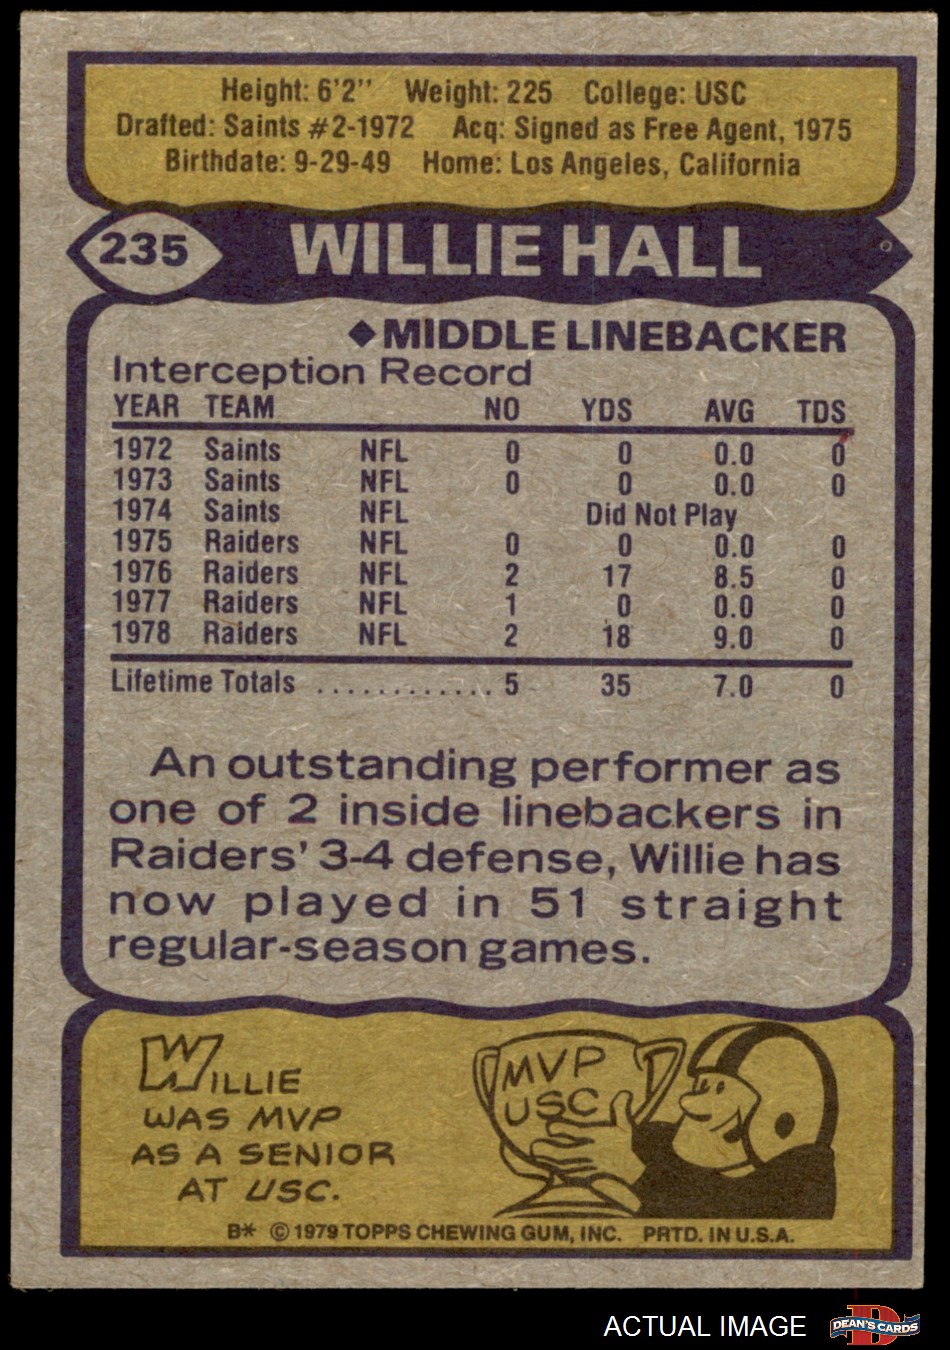 Height: 6'2'' Weight: 225 College: USC
Drafted: Saints #2-1972 Acq: Signed as Free Agent, 1975
Birthdate: 9-29-49 Home: Los Angeles, California
235 WILLIE HALL
◆MIDDLE LINEBACKER
Interception Record
YEAR TEAM NO YDS AVG TDS
1972 Saints NFL 0 0 0.0 0
1973 Saints NFL 0 0 0.0 0
1974 Saints NFL Did Not Play
1975 Raiders NFL 0 0 0.0 0
1976 Raiders NFL 2 17 8.5 0
1977 Raiders NFL 1 0 0.0 0
1978 Raiders NFL 2 18 9.0 0
Lifetime Totals ............. 5 35 7.0 0
An outstanding performer as
one of 2 inside linebackers in
Raiders' 3-4 defense, Willie has
now played in 51 straight
regular-season games.
WILLIE
WAS MVP
AS A SENIOR
AT USC.
MVP
USC
B* © 1979 TOPPS CHEWING GUM, INC. PRTD. IN U.S.A.
ACTUAL IMAGE
D
DEAN'S CARDS